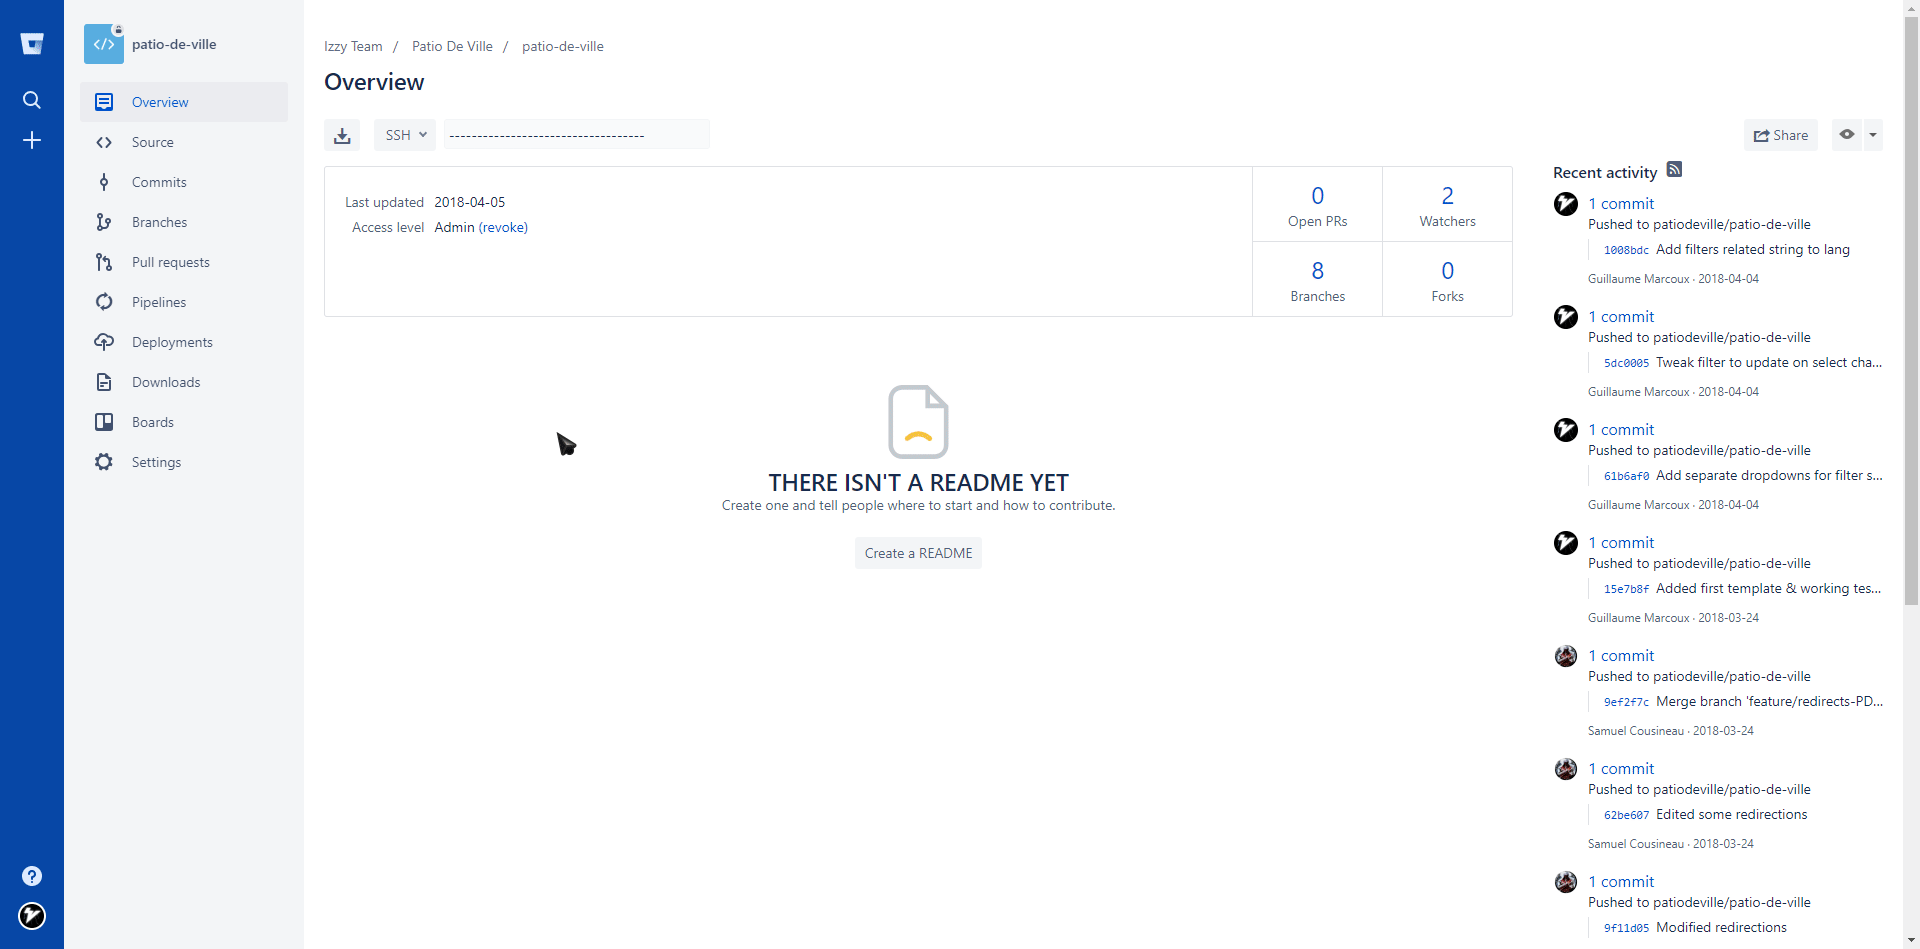 patio-de-ville
Overview
Source
Commits
Branches
Pull requests
Pipelines
Deployments
Downloads
Boards
Settings
Izzy Team / Patio De Ville / patio-de-ville
Overview
SSH
-----------------------------------
Share
Last updated 2018-04-05
Access level Admin (revoke)
0
Open PRs
2
Watchers
8
Branches
0
Forks
THERE ISN'T A README YET
Create one and tell people where to start and how to contribute.
Create a README
Recent activity
1 commit
Pushed to patiodeville/patio-de-ville
1008bdc Add filters related string to lang
Guillaume Marcoux · 2018-04-04
1 commit
Pushed to patiodeville/patio-de-ville
5dc0005 Tweak filter to update on select cha...
Guillaume Marcoux · 2018-04-04
1 commit
Pushed to patiodeville/patio-de-ville
61b6af0 Add separate dropdowns for filter s...
Guillaume Marcoux · 2018-04-04
1 commit
Pushed to patiodeville/patio-de-ville
15e7b8f Added first template & working tes...
Guillaume Marcoux · 2018-03-24
1 commit
Pushed to patiodeville/patio-de-ville
9ef2f7c Merge branch 'feature/redirects-PD...
Samuel Cousineau · 2018-03-24
1 commit
Pushed to patiodeville/patio-de-ville
62be607 Edited some redirections
Samuel Cousineau · 2018-03-24
1 commit
Pushed to patiodeville/patio-de-ville
9f11d05 Modified redirections